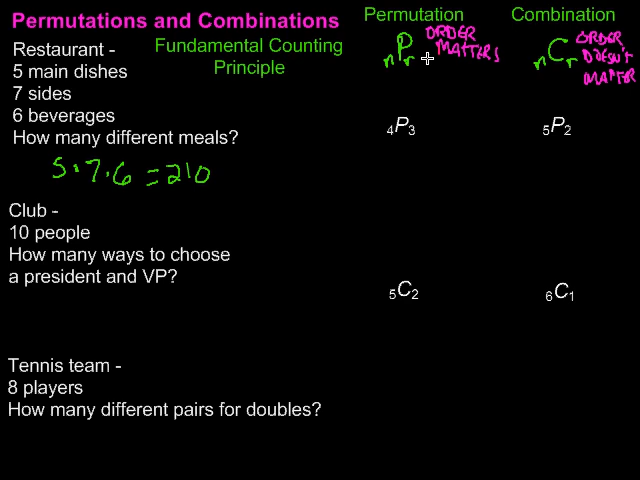 Permutations and Combinations
Restaurant -
5 main dishes
7 sides
6 beverages
How many different meals?
Fundamental Counting
Principle
5 · 7 · 6 = 210
Club -
10 people
How many ways to choose
a president and VP?
Tennis team -
8 players
How many different pairs for doubles?
Permutation
nPr
ORDER
MATTERS
4P3
5C2
Combination
nCr
ORDER
DOESN'T
MATTER
5P2
6C1